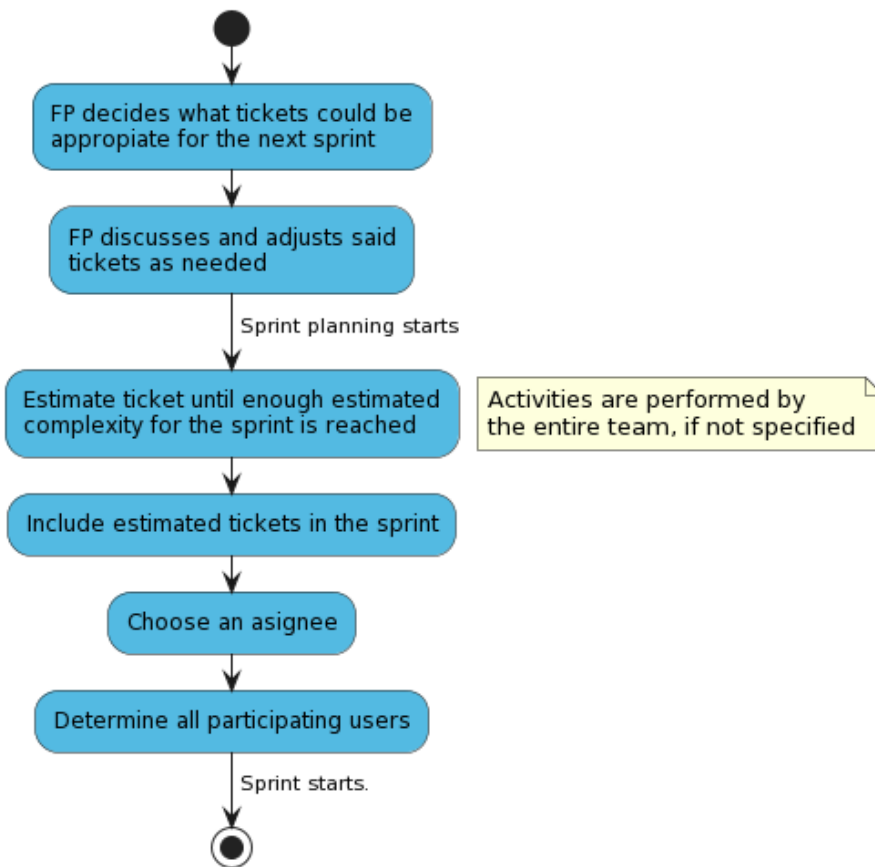 FP decides what tickets could be
appropiate for the next sprint
FP discusses and adjusts said
tickets as needed
Sprint planning starts
Estimate ticket until enough estimated
complexity for the sprint is reached
Activities are performed by
the entire team, if not specified
Include estimated tickets in the sprint
Choose an asignee
Determine all participating users
Sprint starts.